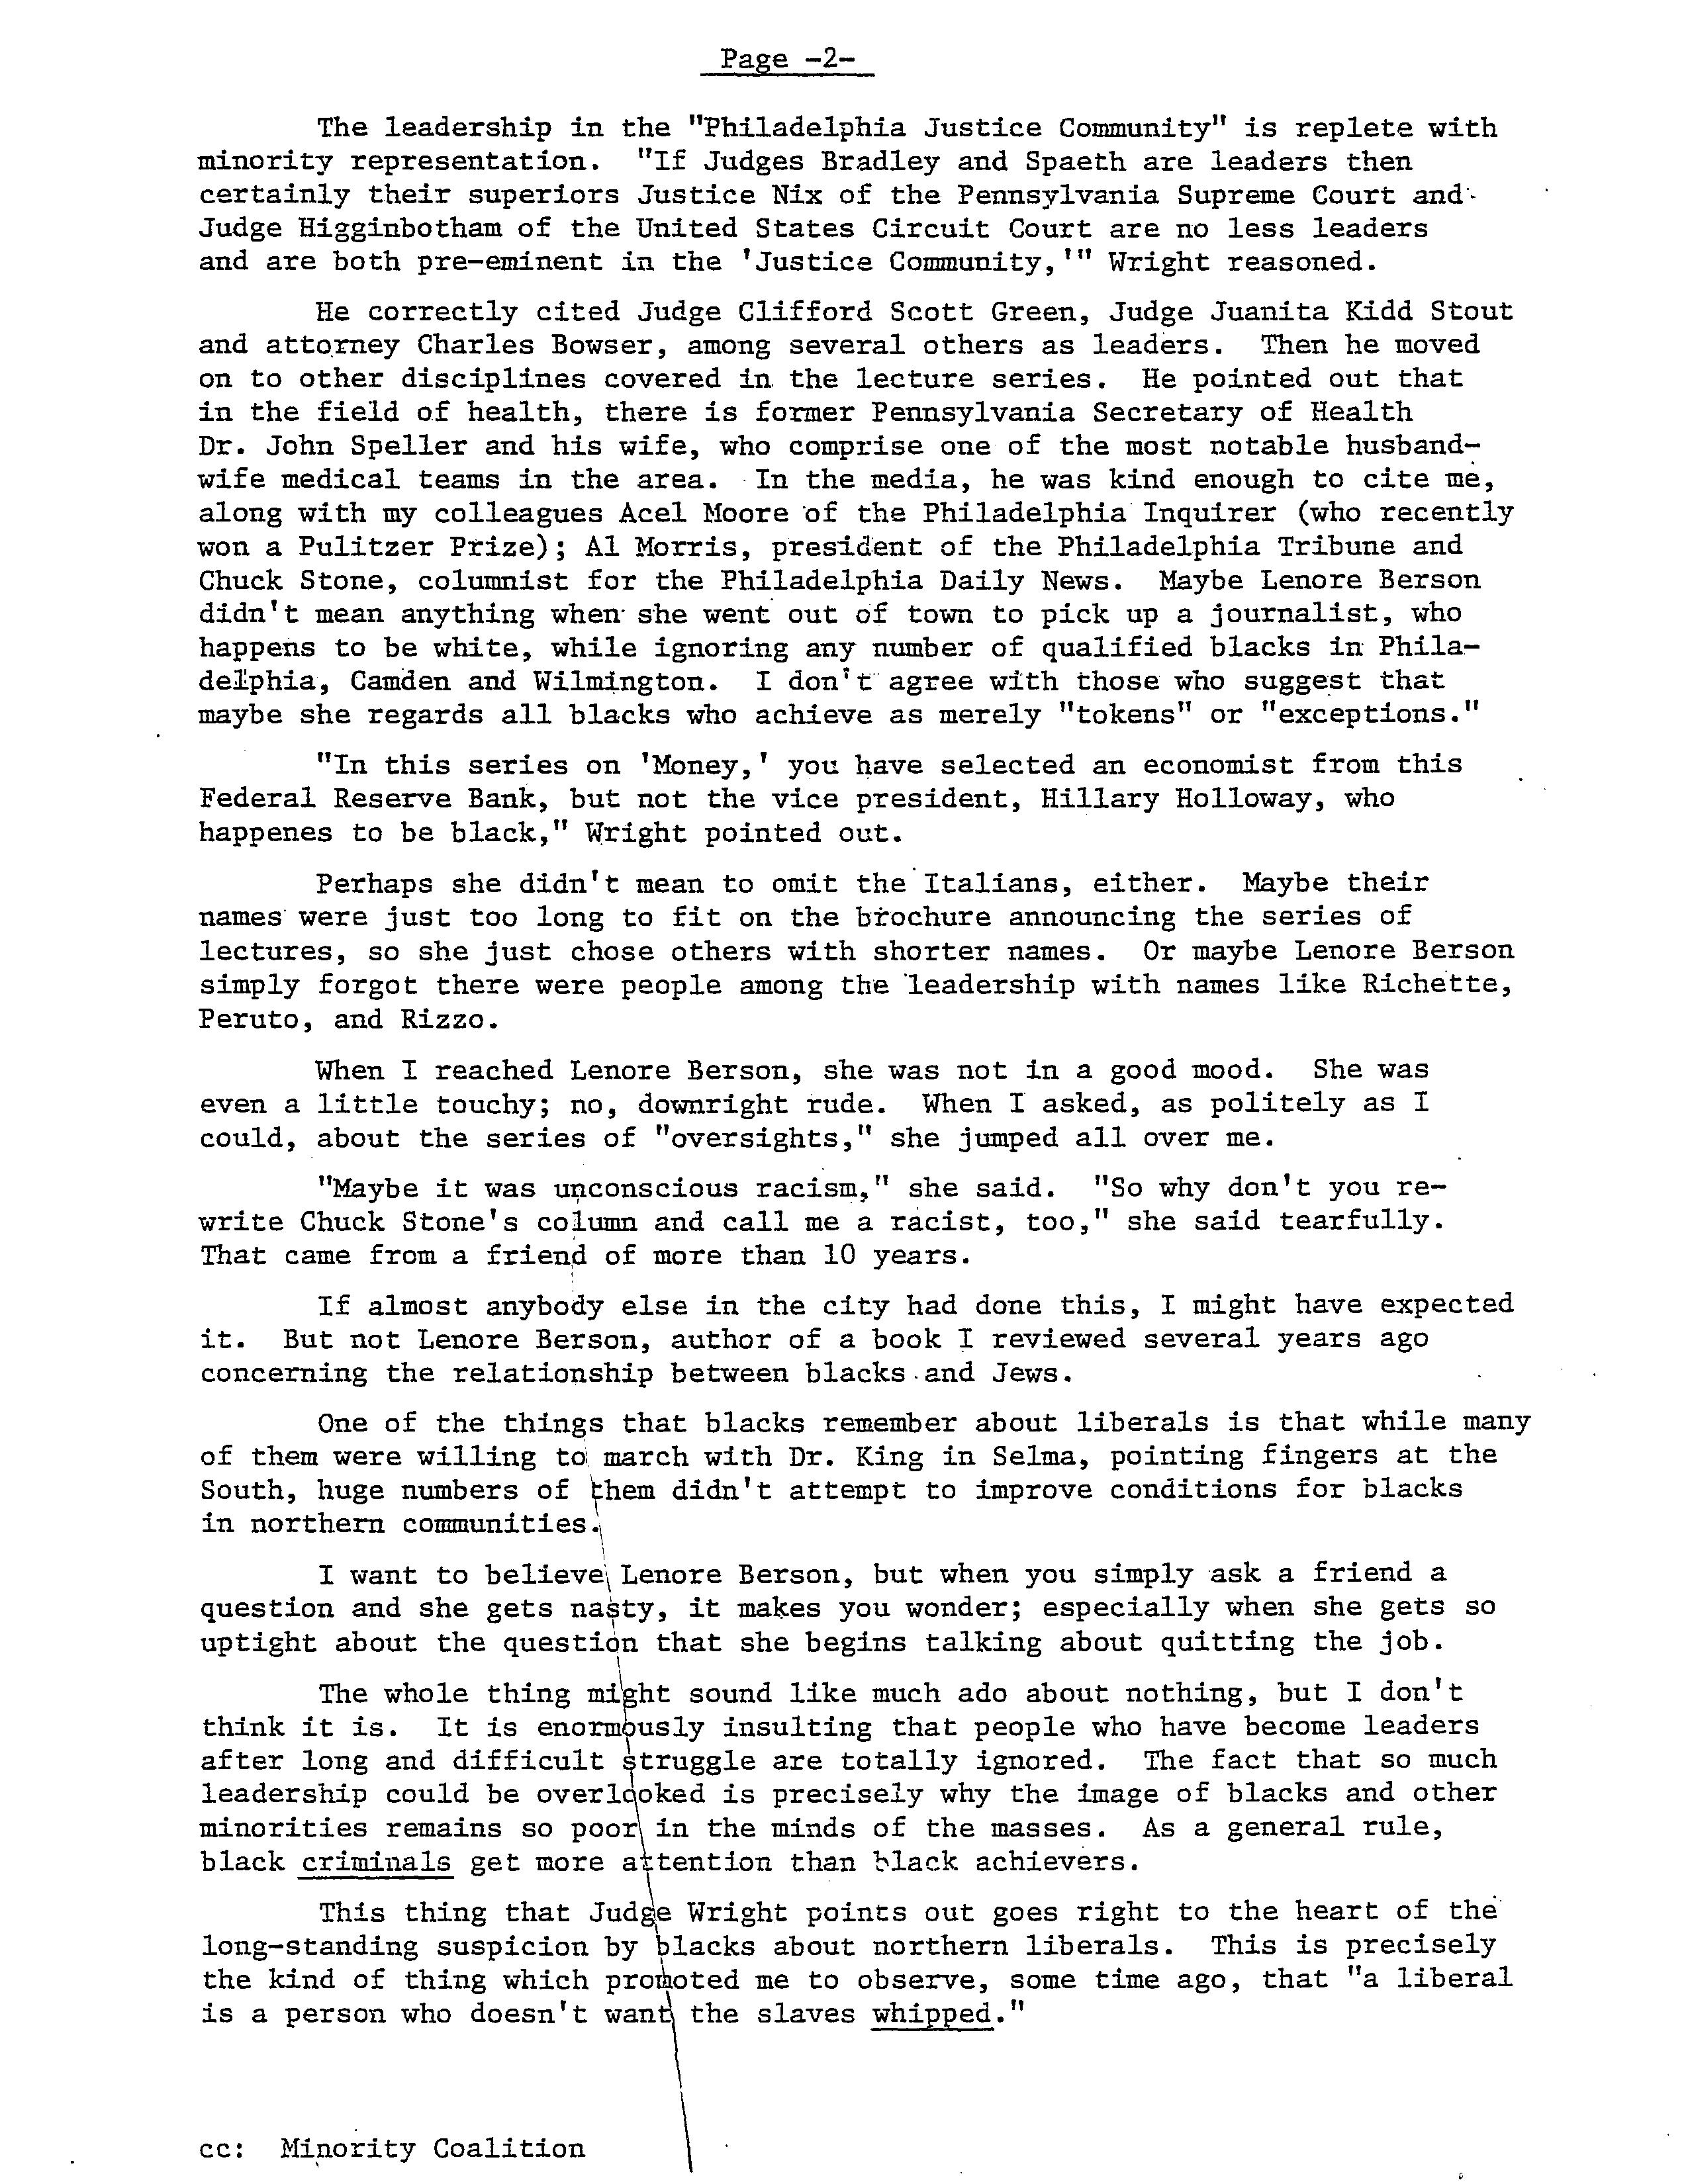 Page -2-
The leadership in the "Philadelphia Justice Community" is replete with
minority representation. "If Judges Bradley and Spaeth are leaders then
certainly their superiors Justice Nix of the Pennsylvania Supreme Court and
Judge Higginbotham of the United States Circuit Court are no less leaders
and are both pre-eminent in the 'Justice Community,'" Wright reasoned.
He correctly cited Judge Clifford Scott Green, Judge Juanita Kidd Stout
and attorney Charles Bowser, among several others as leaders. Then he moved
on to other disciplines covered in the lecture series. He pointed out that
in the field of health, there is former Pennsylvania Secretary of Health
Dr. John Speller and his wife, who comprise one of the most notable husband-
wife medical teams in the area. In the media, he was kind enough to cite me,
along with my colleagues Acel Moore of the Philadelphia Inquirer (who recently
won a Pulitzer Prize); Al Morris, president of the Philadelphia Tribune and
Chuck Stone, columnist for the Philadelphia Daily News. Maybe Lenore Berson
didn't mean anything when she went out of town to pick up a journalist, who
happens to be white, while ignoring any number of qualified blacks in Phila-
delphia, Camden and Wilmington. I don't agree with those who suggest that
maybe she regards all blacks who achieve as merely "tokens" or "exceptions."
"In this series on 'Money,' you have selected an economist from this
Federal Reserve Bank, but not the vice president, Hillary Holloway, who
happenes to be black," Wright pointed out.
Perhaps she didn't mean to omit the Italians, either. Maybe their
names were just too long to fit on the brochure announcing the series of
lectures, so she just chose others with shorter names. Or maybe Lenore Berson
simply forgot there were people among the leadership with names like Richette,
Peruto, and Rizzo.
When I reached Lenore Berson, she was not in a good mood. She was
even a little touchy; no, downright rude. When I asked, as politely as I
could, about the series of "oversights," she jumped all over me.
"Maybe it was unconscious racism," she said. "So why don't you re-
write Chuck Stone's column and call me a racist, too," she said tearfully.
That came from a friend of more than 10 years.
If almost anybody else in the city had done this, I might have expected
it. But not Lenore Berson, author of a book I reviewed several years ago
concerning the relationship between blacks and Jews.
One of the things that blacks remember about liberals is that while many
of them were willing to march with Dr. King in Selma, pointing fingers at the
South, huge numbers of them didn't attempt to improve conditions for blacks
in northern communities.
I want to believe Lenore Berson, but when you simply ask a friend a
question and she gets nasty, it makes you wonder; especially when she gets so
uptight about the question that she begins talking about quitting the job.
The whole thing might sound like much ado about nothing, but I don't
think it is. It is enormously insulting that people who have become leaders
after long and difficult struggle are totally ignored. The fact that so much
leadership could be overlooked is precisely why the image of blacks and other
minorities remains so poor in the minds of the masses. As a general rule,
black criminals get more attention than black achievers.
This thing that Judge Wright points out goes right to the heart of the
long-standing suspicion by blacks about northern liberals. This is precisely
the kind of thing which promoted me to observe, some time ago, that "a liberal
is a person who doesn't want the slaves whipped."
cc: Minority Coalition